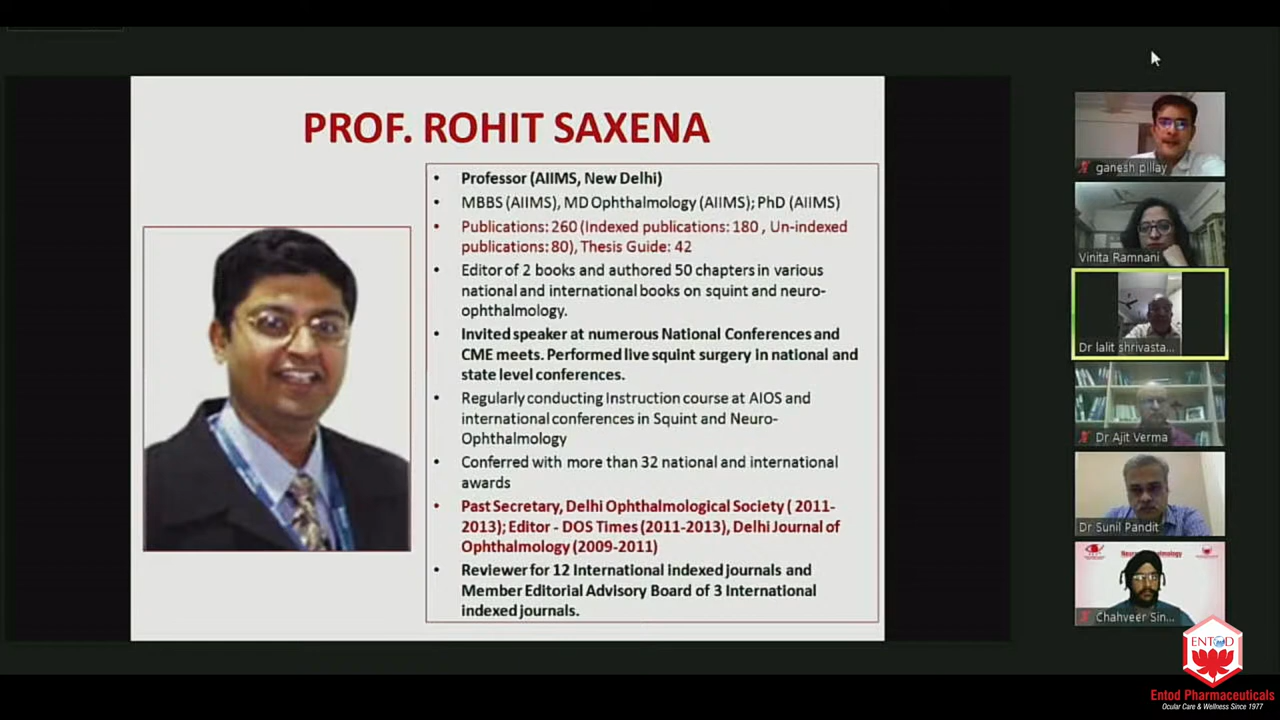 PROF. ROHIT SAXENA
• Professor (AIIMS, New Delhi)
• MBBS (AIIMS), MD Ophthalmology (AIIMS); PhD (AIIMS)
• Publications: 260 (Indexed publications: 180 , Un-indexed
publications: 80), Thesis Guide: 42
• Editor of 2 books and authored 50 chapters in various
national and international books on squint and neuro-
ophthalmology.
• Invited speaker at numerous National Conferences and
CME meets. Performed live squint surgery in national and
state level conferences.
• Regularly conducting Instruction course at AIOS and
international conferences in Squint and Neuro-
Ophthalmology
• Conferred with more than 32 national and international
awards
• Past Secretary, Delhi Ophthalmological Society ( 2011-
2013); Editor - DOS Times (2011-2013), Delhi Journal of
Ophthalmology (2009-2011)
• Reviewer for 12 International indexed journals and
Member Editorial Advisory Board of 3 International
indexed journals.
ganesh pillay
Vinita Ramnani
Dr lalit shrivasta...
Dr Ajit Verma
Dr Sunil Pandit
Chahveer Sin...
ENTOD
Entod Pharmaceuticals
Ocular Care & Wellness Since 1977